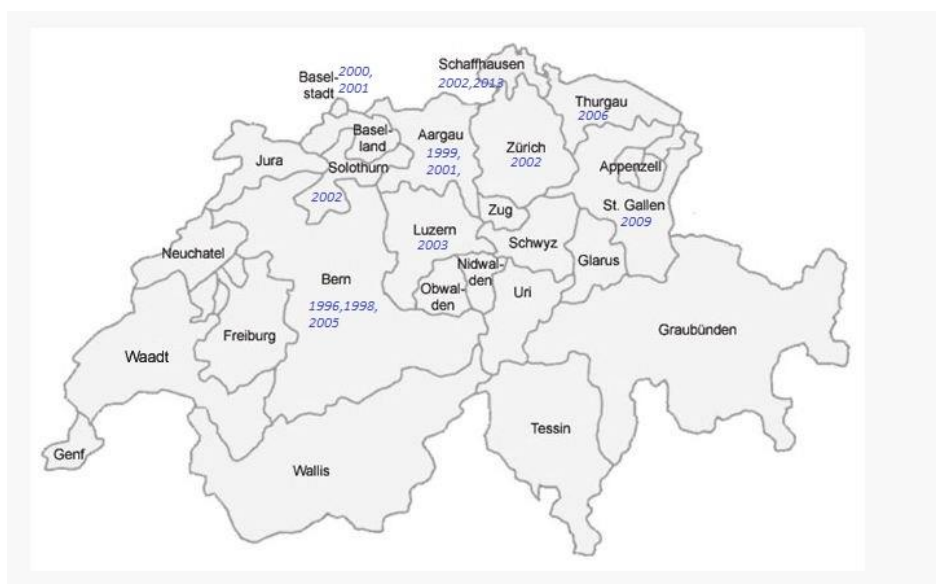 Schaffhausen
2002,2013
Basel-
stadt
2000,
2001
Thurgau
2006
Basel-
land
Aargau
1999,
2001,
Zürich
2002
Jura
Solothurn
2002
Appenzell
St. Gallen
2009
Zug
Luzern
2003
Schwyz
Neuchatel
Nidwal-
den
Glarus
Bern
1996,1998,
2005
Obwal-
den
Uri
Freiburg
Graubünden
Waadt
Tessin
Genf
Wallis